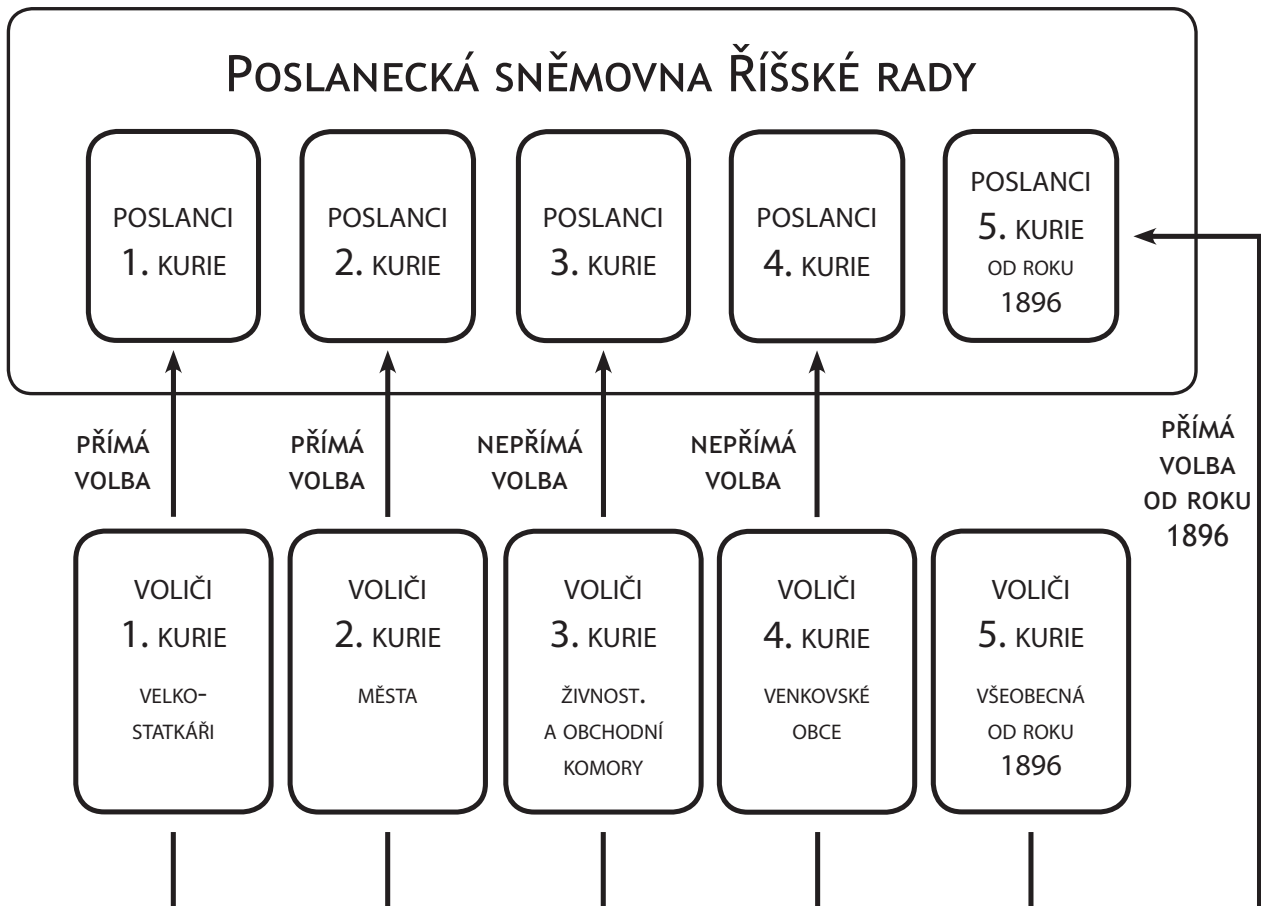 Poslanecká sněmovna Říšské rady
POSLANCI
1. KURIE
POSLANCI
2. KURIE
POSLANCI
3. KURIE
POSLANCI
4. KURIE
POSLANCI
5. KURIE
OD ROKU
1896
PŘÍMÁ
VOLBA
PŘÍMÁ
VOLBA
NEPŘÍMÁ
VOLBA
NEPŘÍMÁ
VOLBA
PŘÍMÁ
VOLBA
OD ROKU
1896
VOLIČI
1. KURIE
VELKO-
STATKÁŘI
VOLIČI
2. KURIE
MĚSTA
VOLIČI
3. KURIE
ŽIVNOST.
A OBCHODNÍ
KOMORY
VOLIČI
4. KURIE
VENKOVSKÉ
OBCE
VOLIČI
5. KURIE
VŠEOBECNÁ
OD ROKU
1896